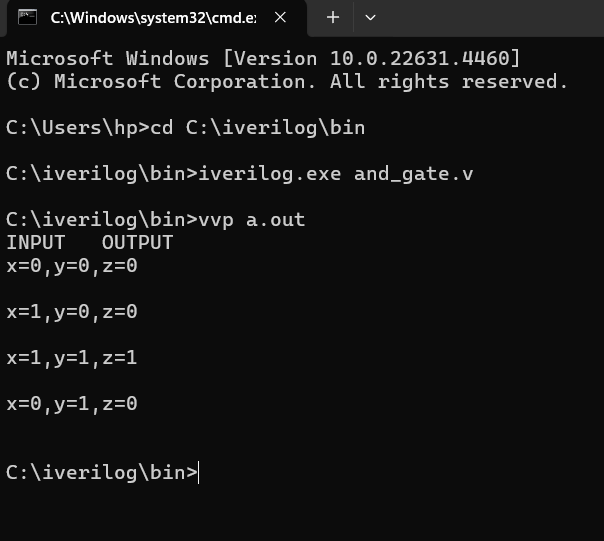 C:\Windows\system32\cmd.e:
Microsoft Windows [Version 10.0.22631.4460]
(c) Microsoft Corporation. All rights reserved.
C:\Users\hp>cd C:\iverilog\bin
C:\iverilog\bin>iverilog.exe and_gate.v
C:\iverilog\bin>vvp a.out
INPUT   OUTPUT
x=0,y=0,z=0
x=1,y=0,z=0
x=1,y=1,z=1
x=0,y=1,z=0
C:\iverilog\bin>